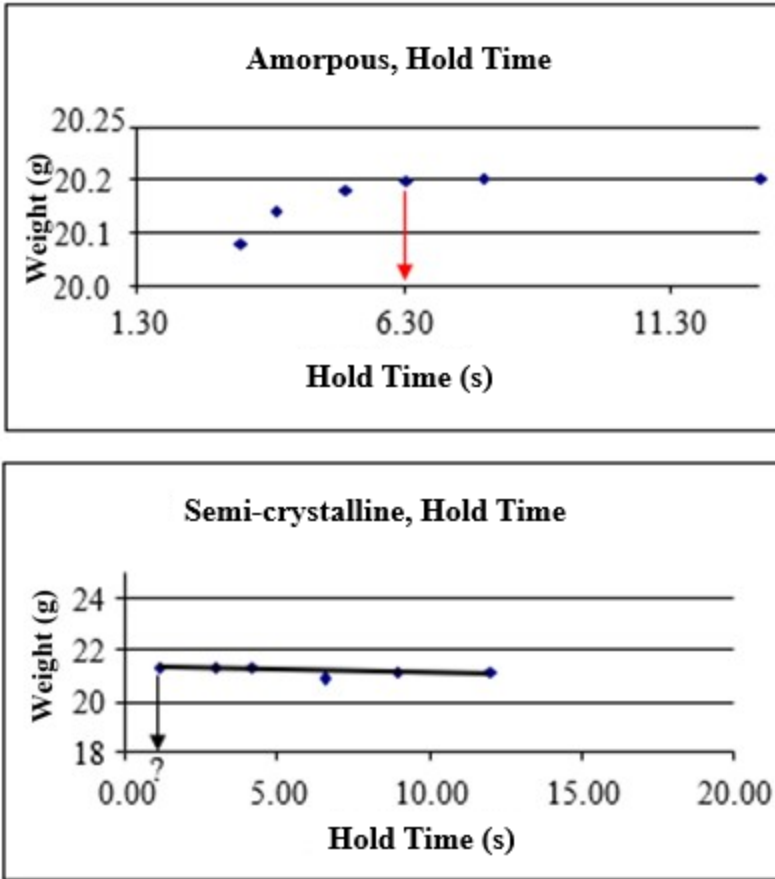 Amorpous, Hold Time
Weight (g)
20.25
20.2
20.1
20.0
1.30 6.30 11.30
Hold Time (s)
Semi-crystalline, Hold Time
Weight (g)
24
22
20
18
?
0.00 5.00 10.00 15.00 20.00
Hold Time (s)